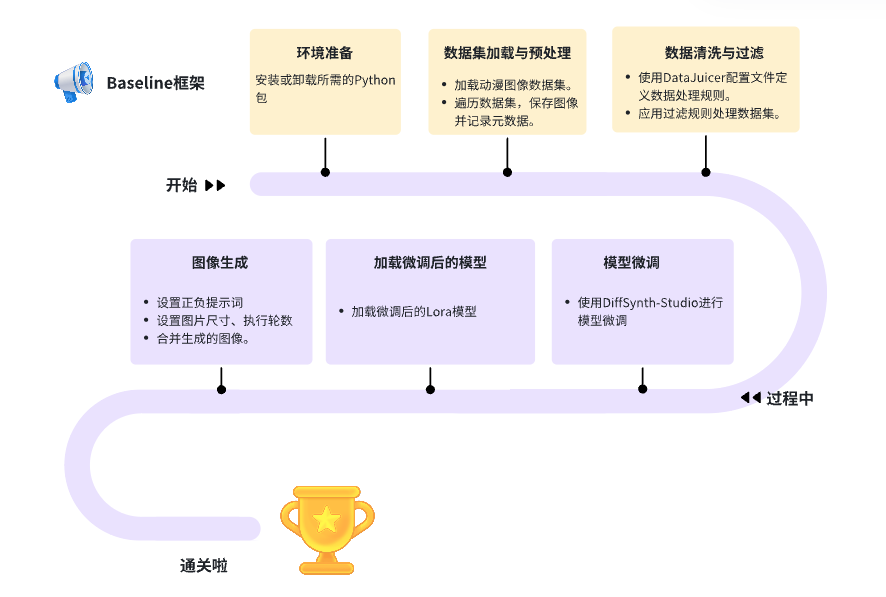 Baseline框架
环境准备
安装或卸载所需的Python
包
数据集加载与预处理
• 加载动漫图像数据集。
• 遍历数据集，保存图像
并记录元数据。
数据清洗与过滤
• 使用DataJuicer配置文件定
义数据处理规则。
• 应用过滤规则处理数据集。
开始
模型微调
• 使用DiffSynth-Studio进行
模型微调
加载微调后的模型
• 加载微调后的Lora模型
图像生成
• 设置正负提示词
• 设置图片尺寸、执行轮数
• 合并生成的图像。
过程中
通关啦